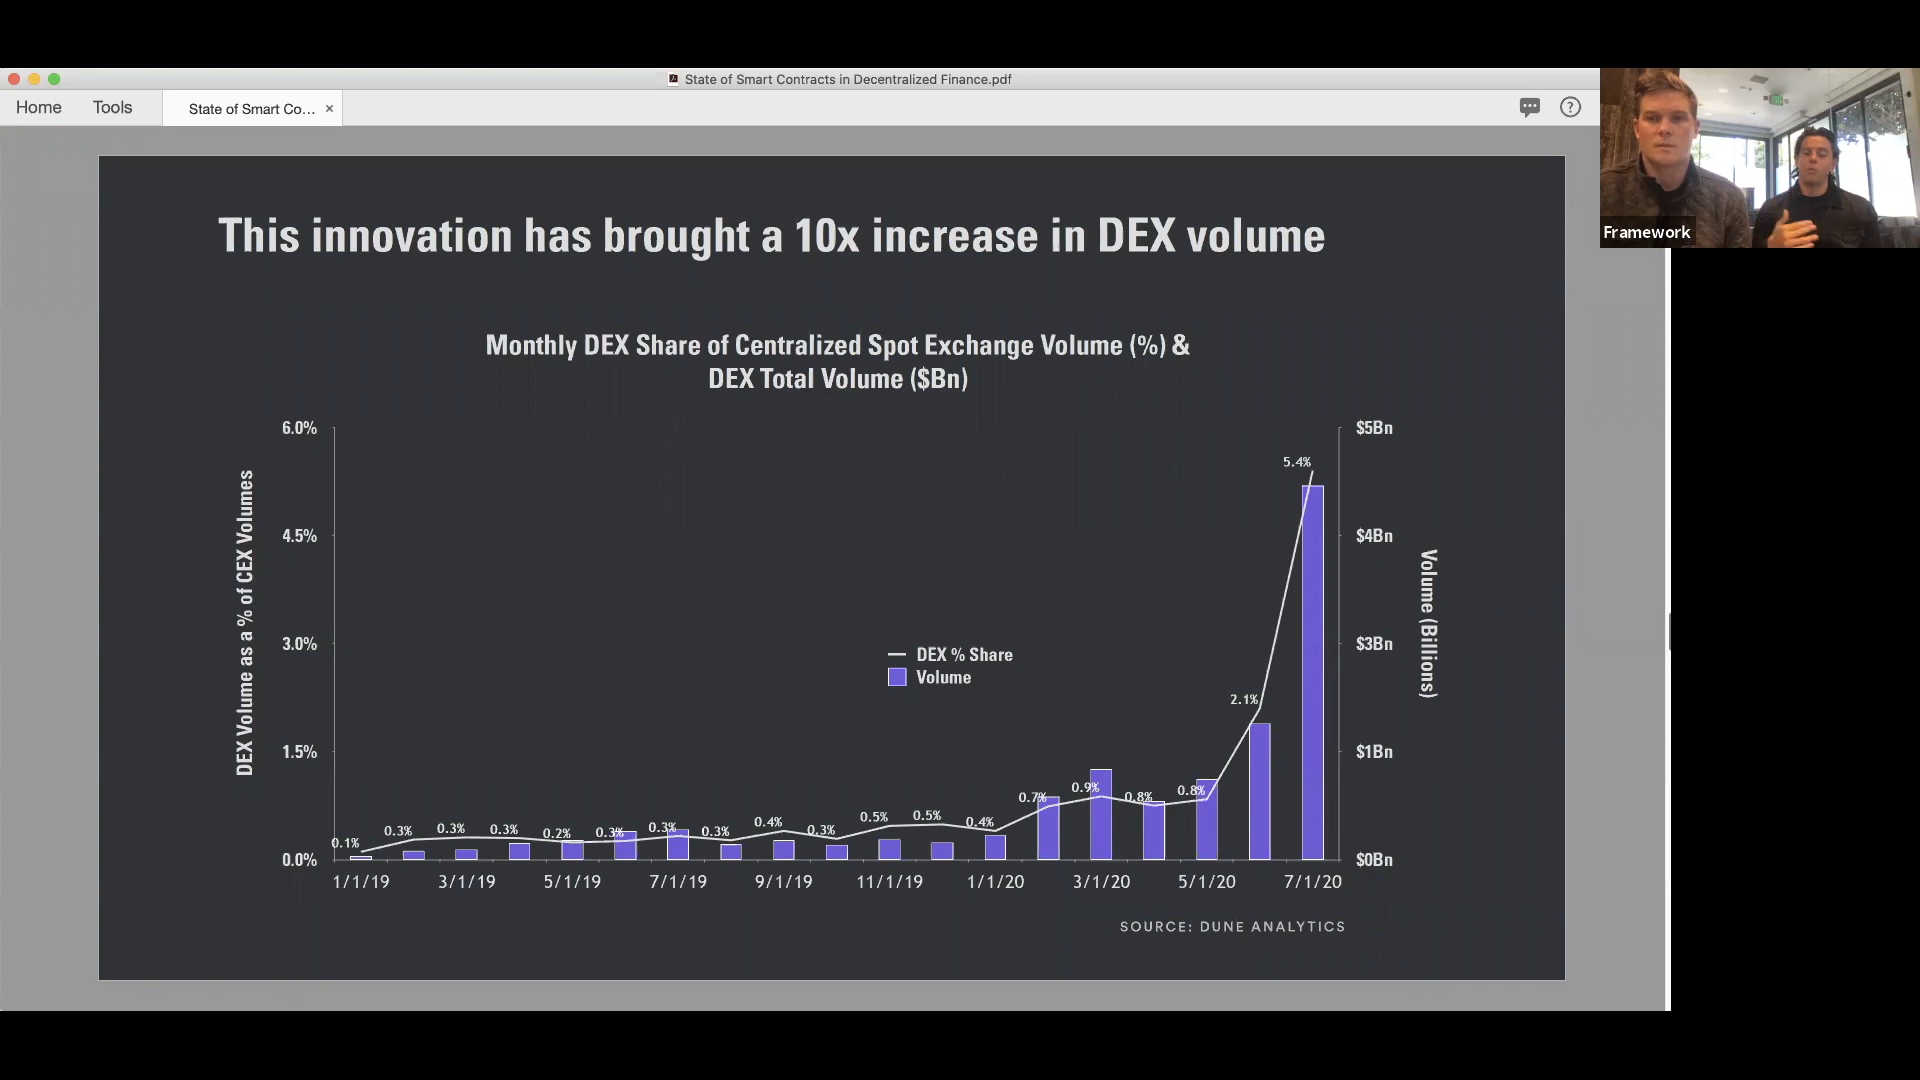 State of Smart Contracts in Decentralized Finance.pdf
Home
Tools
State of Smart Co... ×
?
Framework
This innovation has brought a 10x increase in DEX volume
Monthly DEX Share of Centralized Spot Exchange Volume (%) &
DEX Total Volume ($Bn)
DEX Volume as a % of CEX Volumes
6.0%
4.5%
3.0%
1.5%
0.0%
0.1%
0.3%
0.3%
0.3%
0.2%
0.3%
0.3%
0.3%
0.4%
0.3%
0.5%
0.5%
0.4%
0.7%
0.9%
0.8%
0.8%
2.1%
5.4%
DEX % Share
Volume
$5Bn
$4Bn
$3Bn
$1Bn
$0Bn
Volume (Billions)
1/1/19
3/1/19
5/1/19
7/1/19
9/1/19
11/1/19
1/1/20
3/1/20
5/1/20
7/1/20
SOURCE: DUNE ANALYTICS